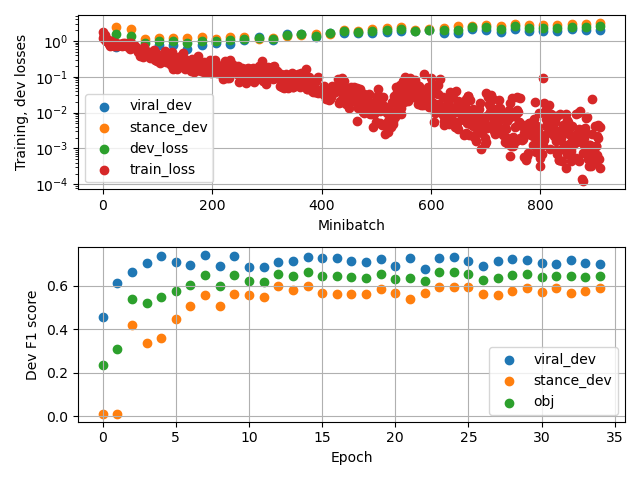 Training, dev losses
10⁰
10⁻¹
10⁻²
10⁻³
10⁻⁴
viral_dev
stance_dev
dev_loss
train_loss
0
200
400
600
800
Minibatch
Dev F1 score
0.6
0.4
0.2
0.0
viral_dev
stance_dev
obj
0
5
10
15
20
25
30
35
Epoch